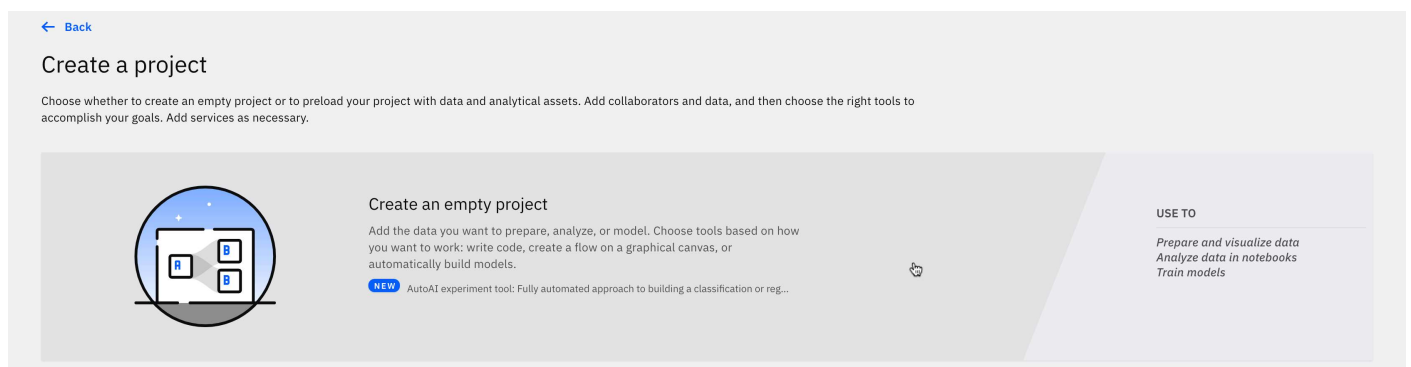 Back
Create a project
Choose whether to create an empty project or to preload your project with data and analytical assets. Add collaborators and data, and then choose the right tools to
accomplish your goals. Add services as necessary.
Create an empty project
Add the data you want to prepare, analyze, or model. Choose tools based on how
you want to work: write code, create a flow on a graphical canvas, or
automatically build models.
NEW AutoAI experiment tool: Fully automated approach to building a classification or reg...
A
B
B
USE TO
Prepare and visualize data
Analyze data in notebooks
Train models